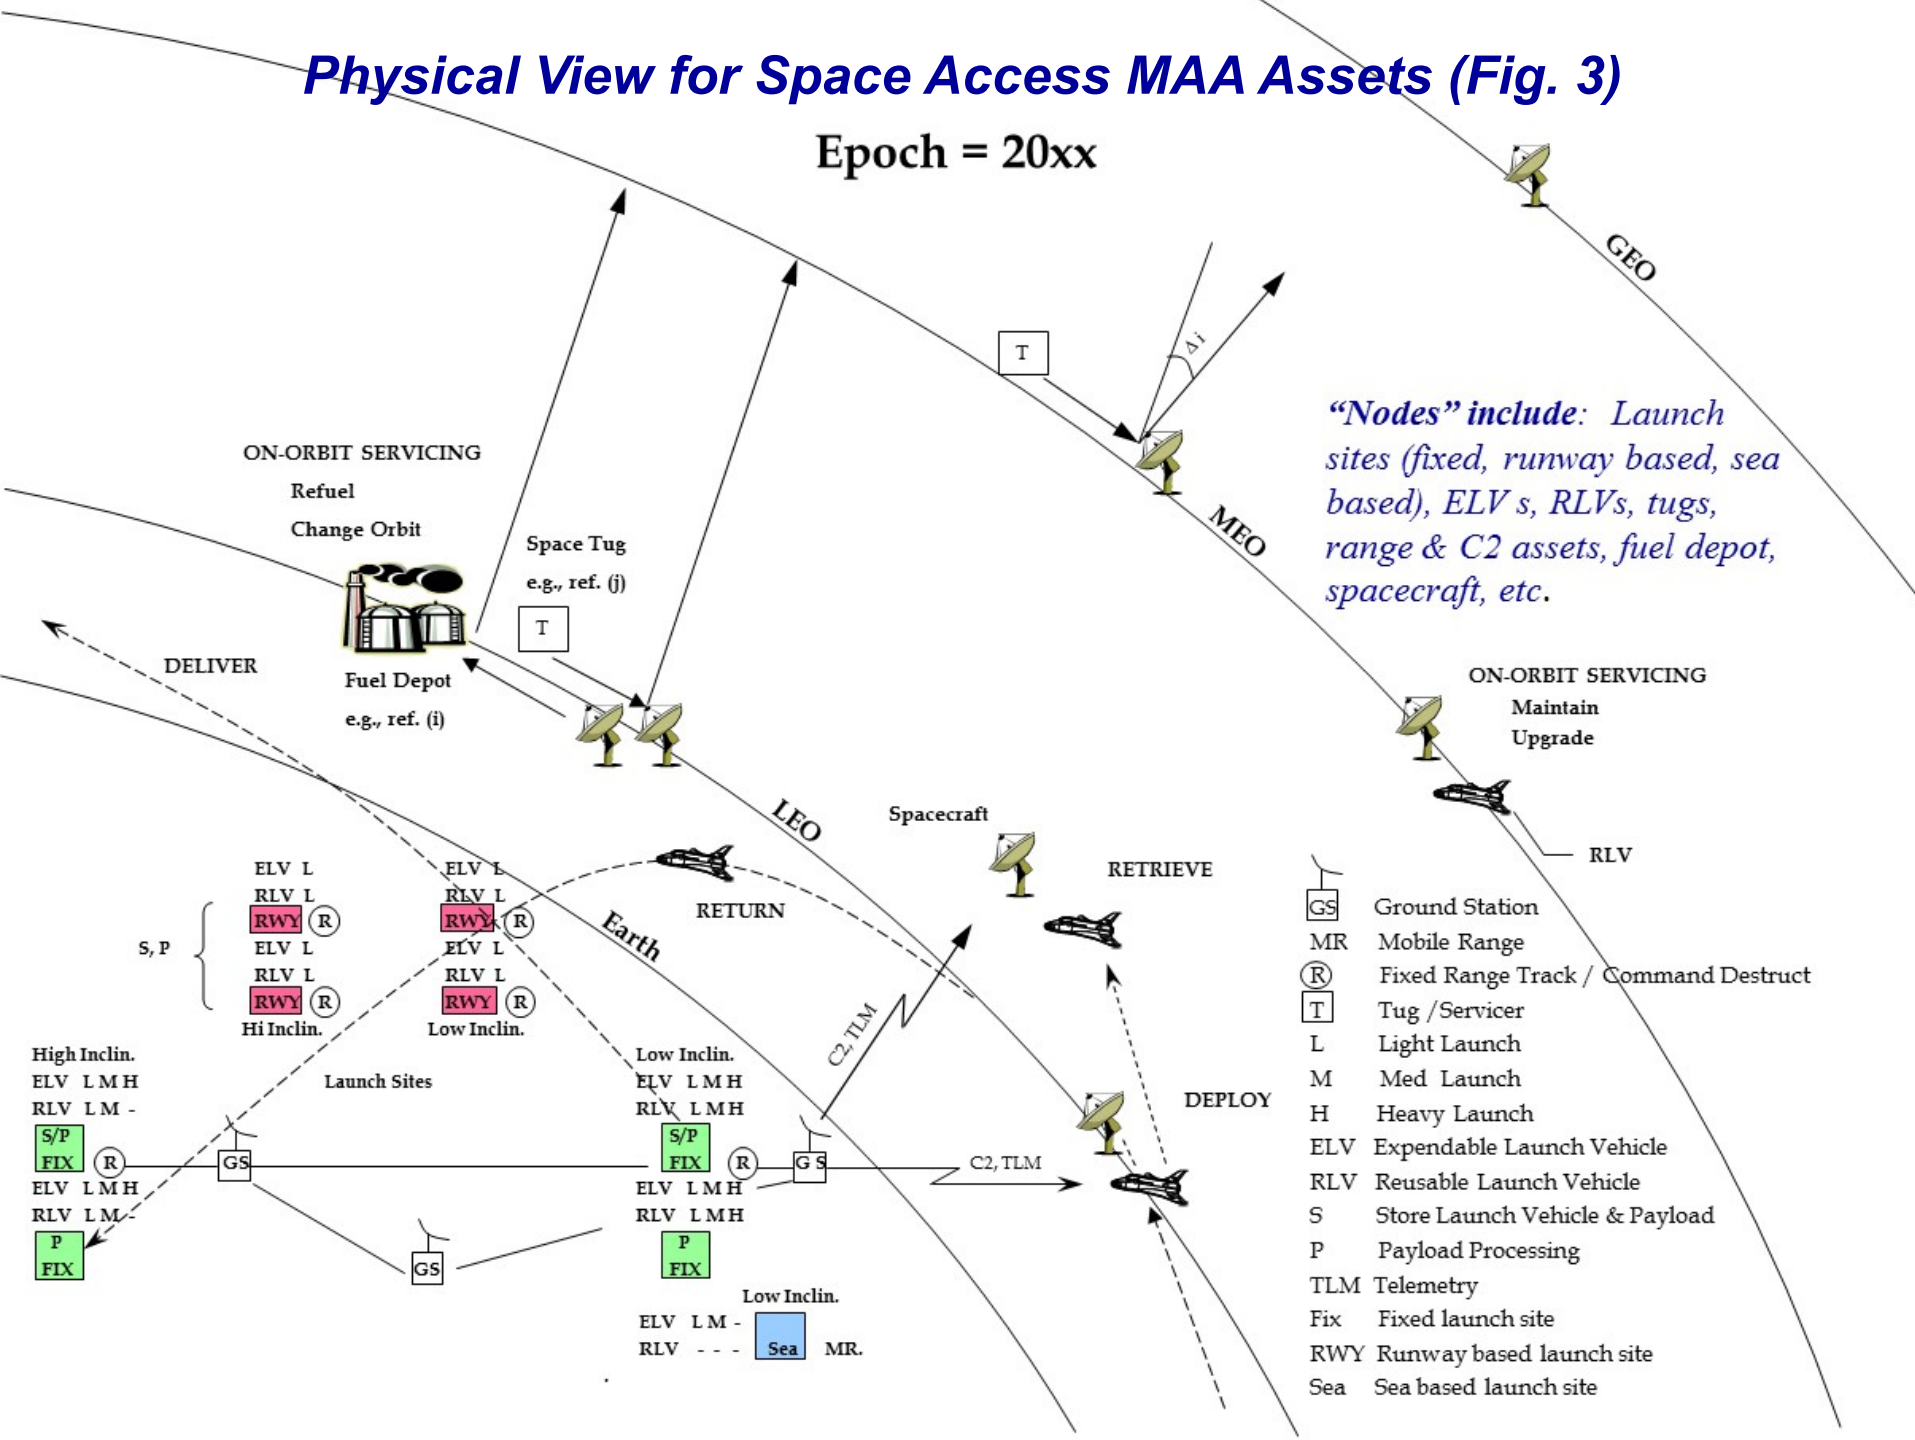 Physical View for Space Access MAA Assets (Fig. 3)
Epoch = 20xx
GEO
T
Δ i
“Nodes” include:  Launch
sites (fixed, runway based, sea
based), ELV s, RLVs, tugs,
range & C2 assets, fuel depot,
spacecraft, etc.
MEO
ON-ORBIT SERVICING
Refuel
Change Orbit
Space Tug
e.g., ref. (j)
T
DELIVER
Fuel Depot
e.g., ref. (i)
ON-ORBIT SERVICING
Maintain
Upgrade
RLV
LEO
Spacecraft
RETRIEVE
RETURN
Earth
ELV L
RLV L
RWY R
ELV L
RLV L
RWY R
Hi Inclin.
S, P
ELV L
RLV L
RWY R
ELV L
RLV L
RWY R
Low Inclin.
High Inclin.
ELV L M H
RLV L M -
S/P
FIX R
ELV L M H
RLV L M -
P
FIX
Launch Sites
GS
GS
Low Inclin.
ELV L M H
RLV L M H
S/P
FIX R
G S
ELV L M H
RLV L M H
P
FIX
C2, TLM
C2, TLM
DEPLOY
Low Inclin.
ELV L M -
RLV - - -
Sea MR.
GS Ground Station
MR Mobile Range
R Fixed Range Track / Command Destruct
T Tug /Servicer
L Light Launch
M Med Launch
H Heavy Launch
ELV Expendable Launch Vehicle
RLV Reusable Launch Vehicle
S Store Launch Vehicle & Payload
P Payload Processing
TLM Telemetry
Fix Fixed launch site
RWY Runway based launch site
Sea Sea based launch site